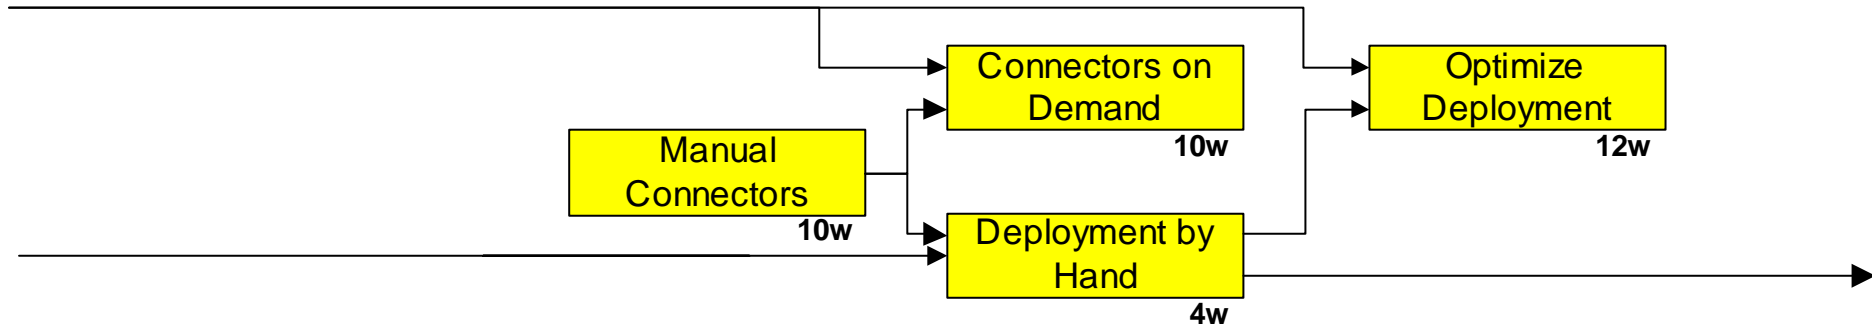 Connectors on
Demand
10w
Optimize
Deployment
12w
Manual
Connectors
10w
Deployment by
Hand
4w